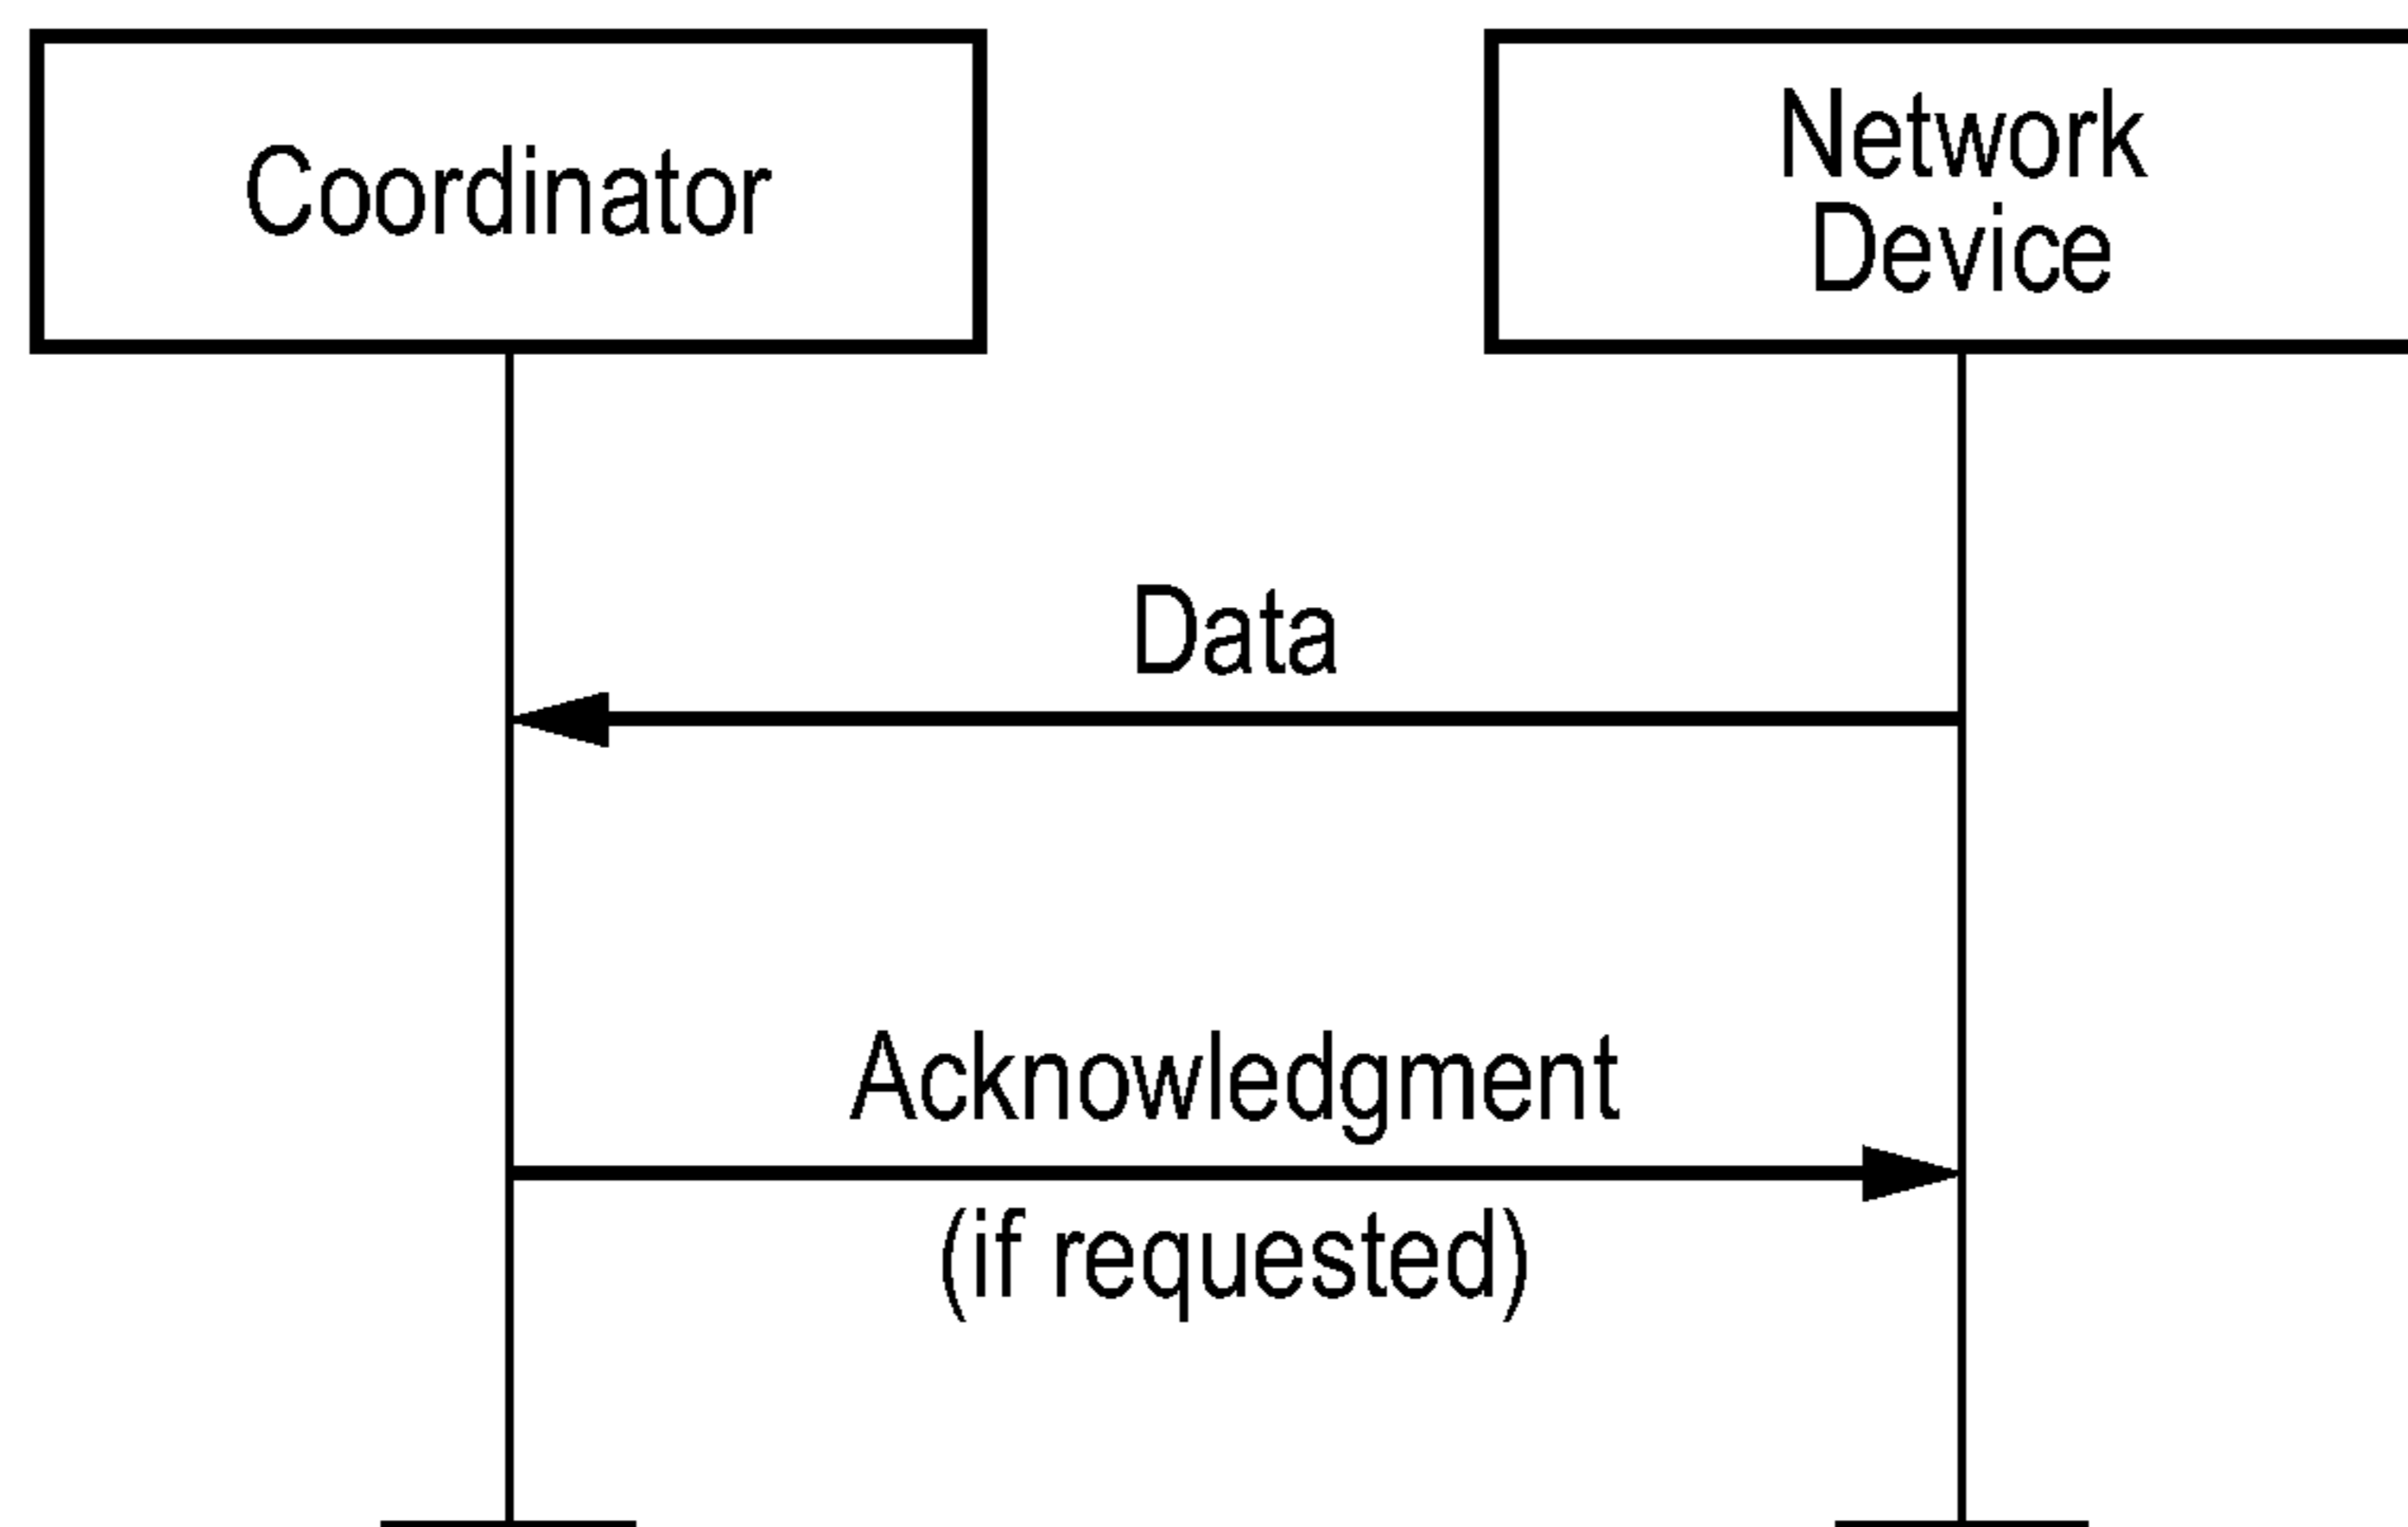 Coordinator
Network
Device
Data
Acknowledgment
(if requested)